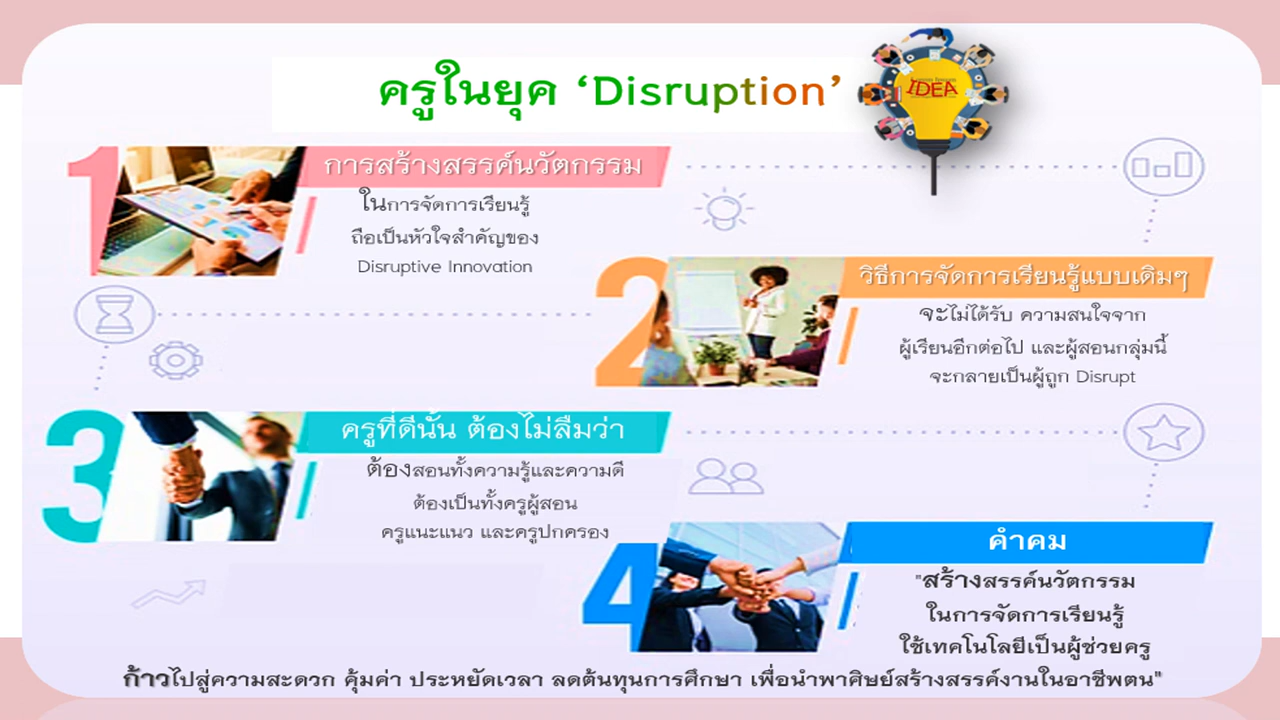 ครูในยุค ‘Disruption’
IDEA
1
การสร้างสรรค์นวัตกรรม
ในการจัดการเรียนรู้
ถือเป็นหัวใจสำคัญของ
Disruptive Innovation
2
วิธีการจัดการเรียนรู้แบบเดิมๆ
จะไม่ได้รับ ความสนใจจาก
ผู้เรียนอีกต่อไป และผู้สอนกลุ่มนี้
จะกลายเป็นผู้ถูก Disrupt
3
ครูที่ดีนั้น ต้องไม่ลืมว่า
ต้องสอนทั้งความรู้และความดี
ต้องเป็นทั้งครูผู้สอน
ครูแนะแนว และครูปกครอง
4
คำคม
"สร้างสรรค์นวัตกรรม
ในการจัดการเรียนรู้
ใช้เทคโนโลยีเป็นผู้ช่วยครู
ก้าวไปสู่ความสะดวก คุ้มค่า ประหยัดเวลา ลดต้นทุนการศึกษา เพื่อนำพาศิษย์สร้างสรรค์งานในอาชีพตน"